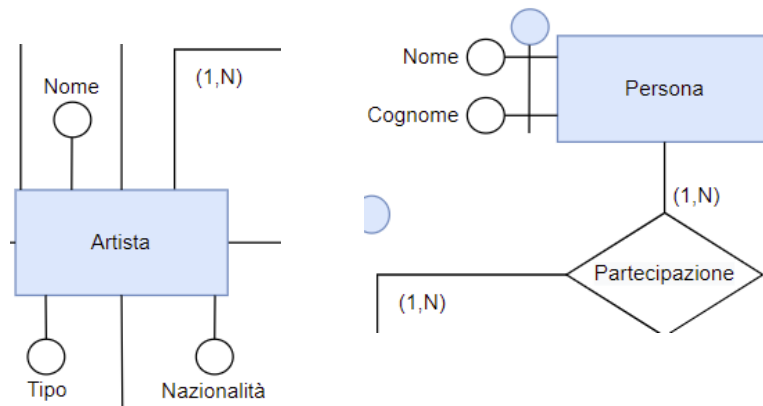 Nome
(1,N)
Artista
Tipo
Nazionalità
Nome
Persona
Cognome
(1,N)
Partecipazione
(1,N)